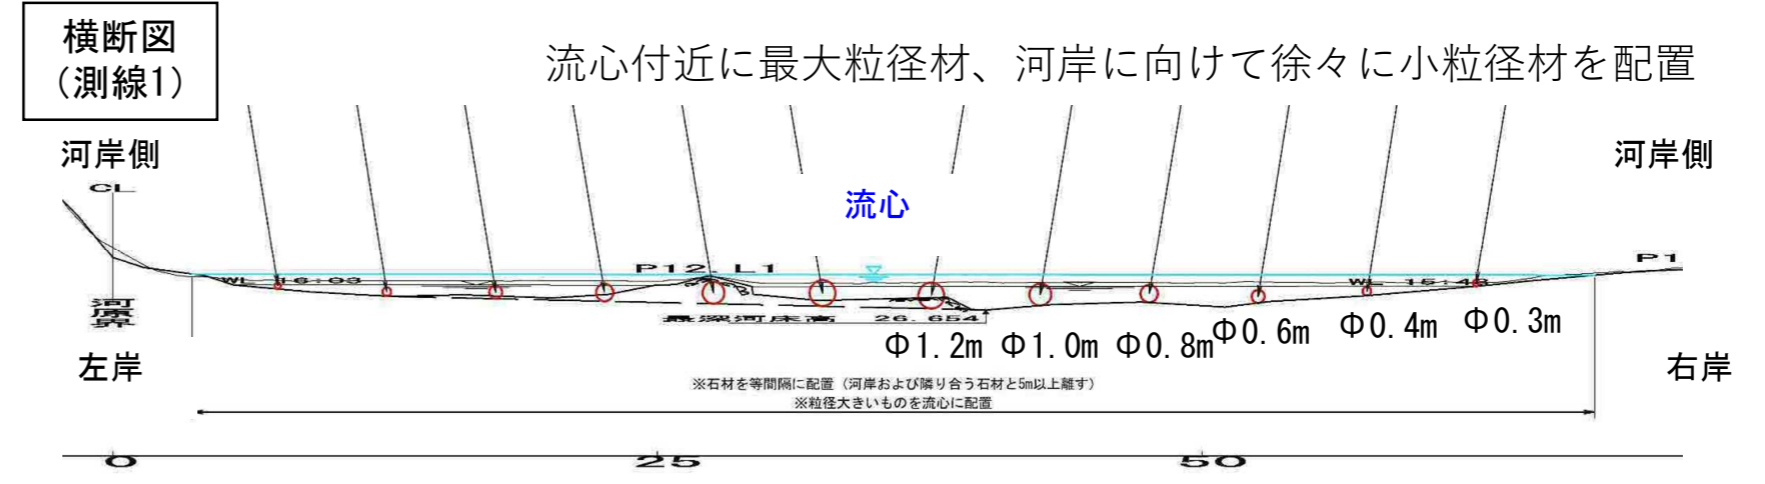 横断図
(測線1)
流心付近に最大粒径材、河岸に向けて徐々に小粒径材を配置
河岸側
河岸側
CL
流心
P12.L1
P1
WL 16:03
WL 15:43
河原界
最深河床高 26.654
Φ1.2m Φ1.0m Φ0.8m Φ0.6m Φ0.4m Φ0.3m
左岸
右岸
※石材を等間隔に配置（河岸および隣り合う石材と5m以上離す）
※粒径大きいものを流心に配置
0 25 50